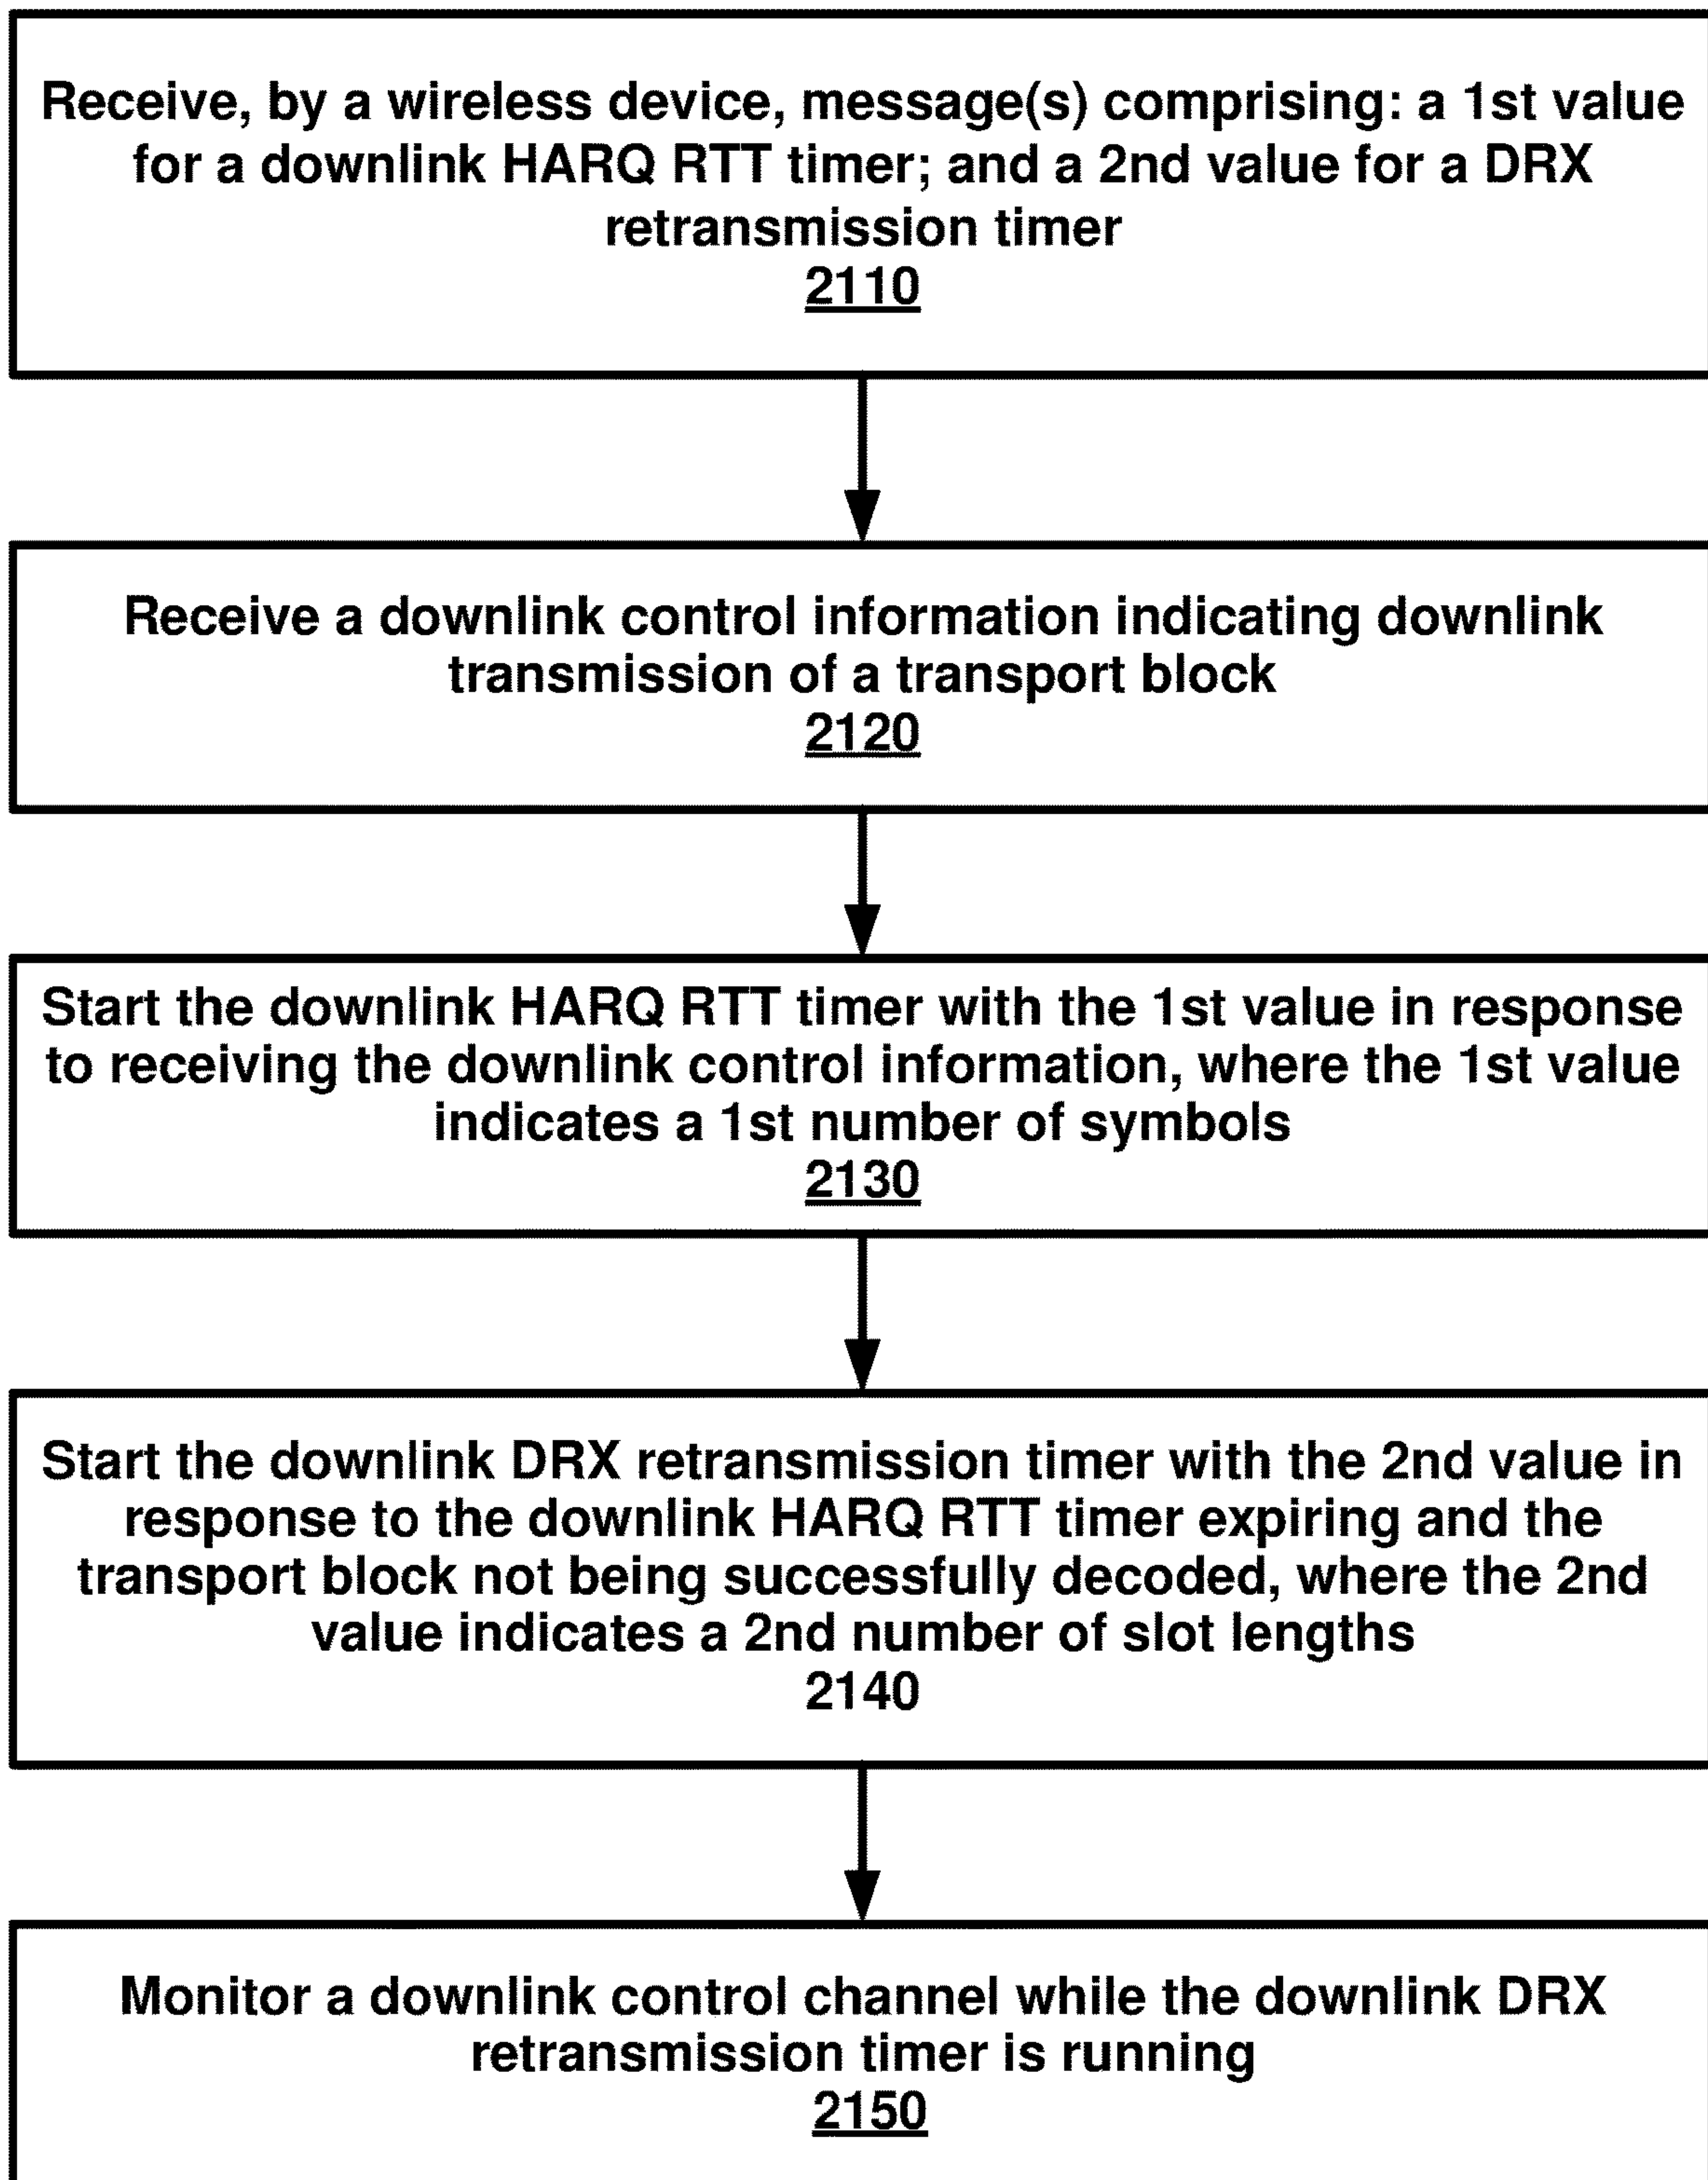 Receive, by a wireless device, message(s) comprising: a 1st value
for a downlink HARQ RTT timer; and a 2nd value for a DRX
retransmission timer
2110
Receive a downlink control information indicating downlink
transmission of a transport block
2120
Start the downlink HARQ RTT timer with the 1st value in response
to receiving the downlink control information, where the 1st value
indicates a 1st number of symbols
2130
Start the downlink DRX retransmission timer with the 2nd value in
response to the downlink HARQ RTT timer expiring and the
transport block not being successfully decoded, where the 2nd
value indicates a 2nd number of slot lengths
2140
Monitor a downlink control channel while the downlink DRX
retransmission timer is running
2150